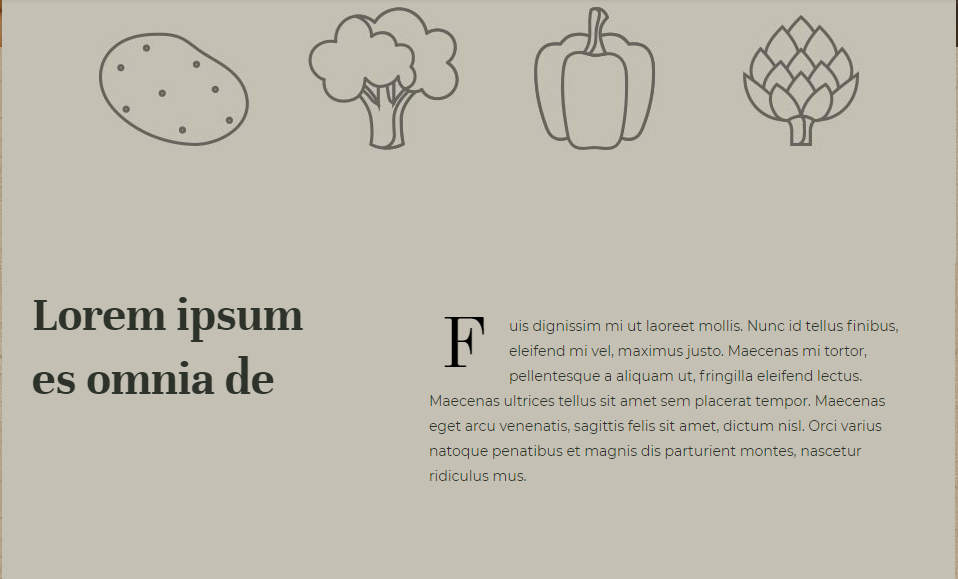 Lorem ipsum
es omnia de
Fuis dignissim mi ut laoreet mollis. Nunc id tellus finibus,
eleifend mi vel, maximus justo. Maecenas mi tortor,
pellentesque a aliquam ut, fringilla eleifend lectus.
Maecenas ultrices tellus sit amet sem placerat tempor. Maecenas
eget arcu venenatis, sagittis felis sit amet, dictum nisl. Orci varius
natoque penatibus et magnis dis parturient montes, nascetur
ridiculus mus.